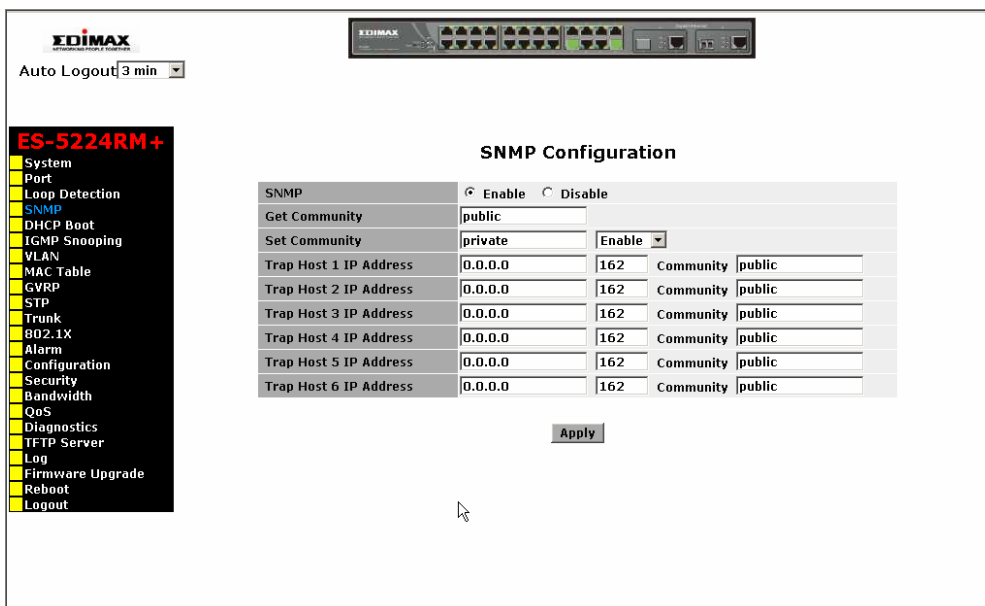 EDIMAX
NETWORKING PEOPLE TOGETHER
EDIMAX
Auto Logout 3 min
ES-5224RM+
System
Port
Loop Detection
SNMP
DHCP Boot
IGMP Snooping
VLAN
MAC Table
GVRP
STP
Trunk
802.1X
Alarm
Configuration
Security
Bandwidth
QoS
Diagnostics
TFTP Server
Log
Firmware Upgrade
Reboot
Logout
SNMP Configuration
SNMP Enable Disable
Get Community public
Set Community private Enable
Trap Host 1 IP Address 0.0.0.0 162 Community public
Trap Host 2 IP Address 0.0.0.0 162 Community public
Trap Host 3 IP Address 0.0.0.0 162 Community public
Trap Host 4 IP Address 0.0.0.0 162 Community public
Trap Host 5 IP Address 0.0.0.0 162 Community public
Trap Host 6 IP Address 0.0.0.0 162 Community public
Apply